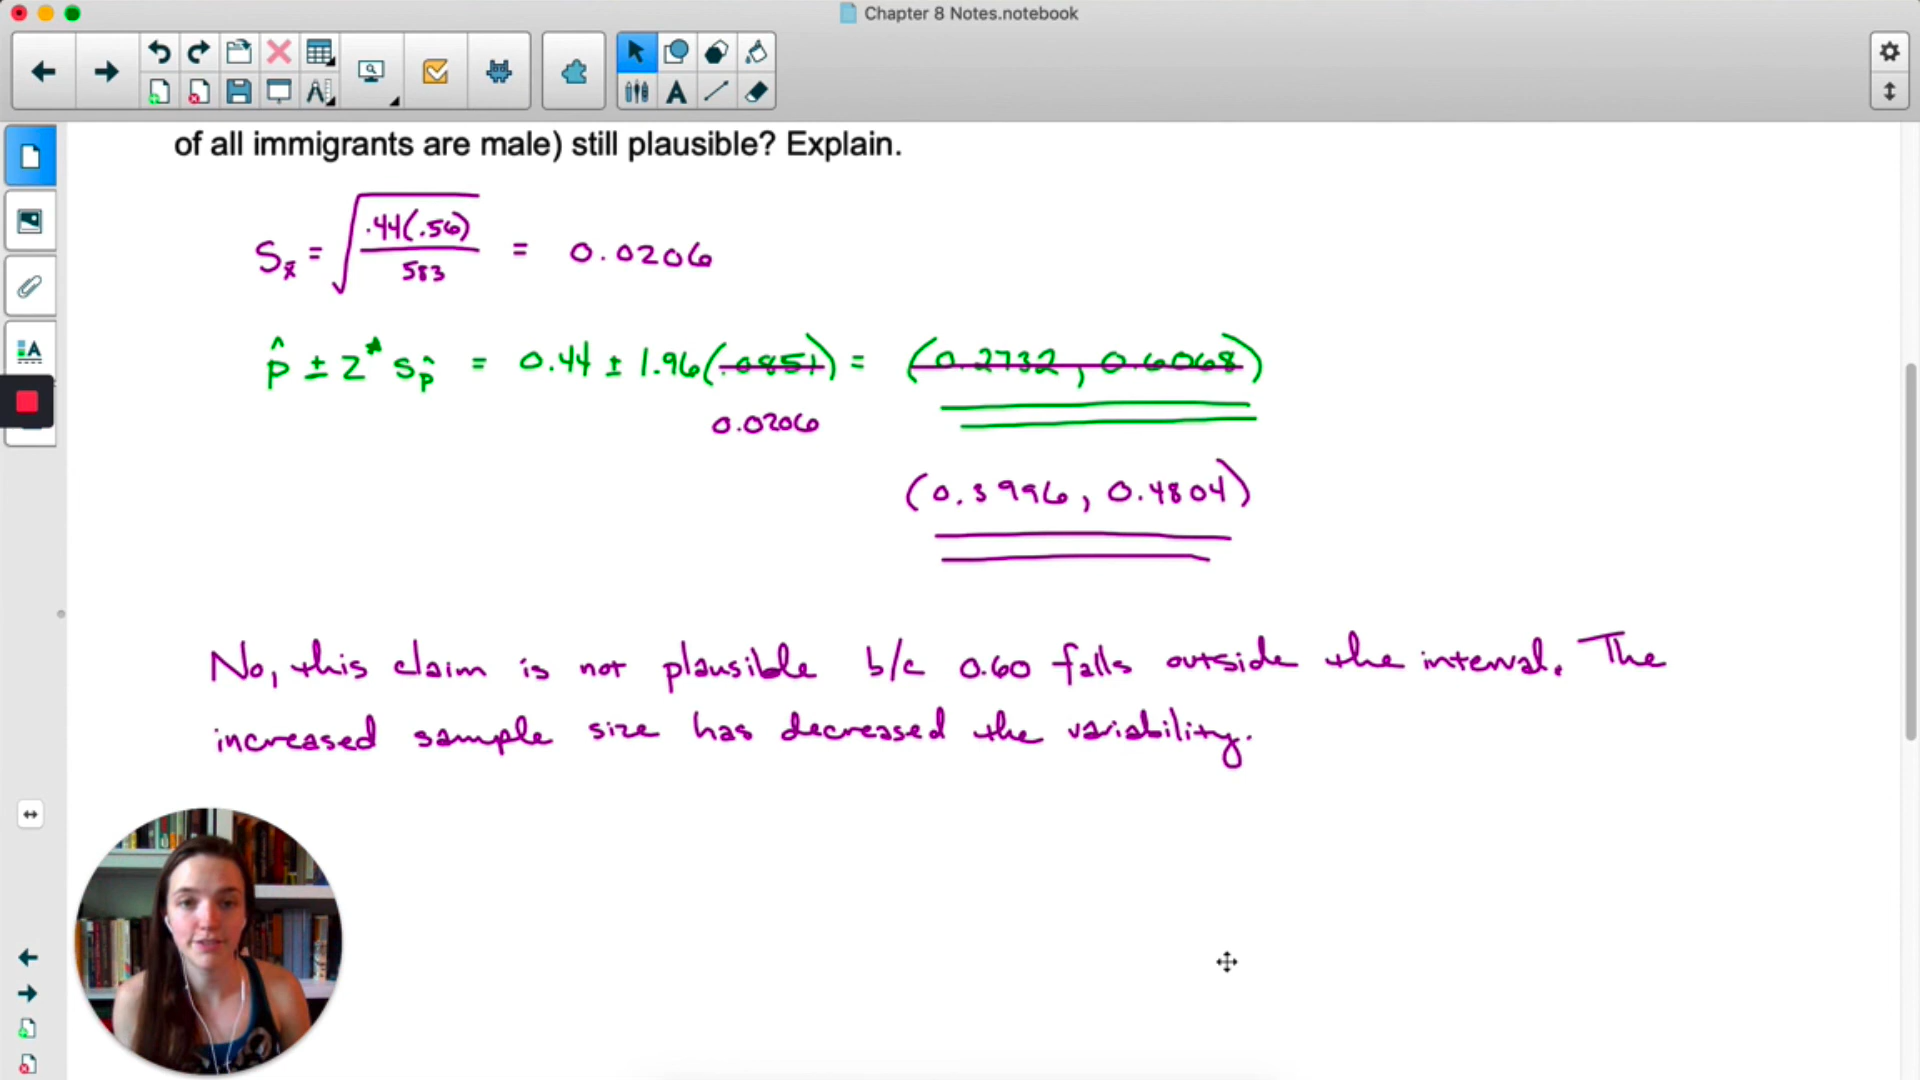 Chapter 8 Notes.notebook
of all immigrants are male) still plausible? Explain.
S_x̄ = √(.44(.56)/583) = 0.0206
p̂ ± z* s_p̂ = 0.44 ± 1.96(.0851) = (0.2732, 0.6068)
0.0206
(0.3996, 0.4804)
No, this claim is not plausible b/c 0.60 falls outside the interval. The
increased sample size has decreased the variability.